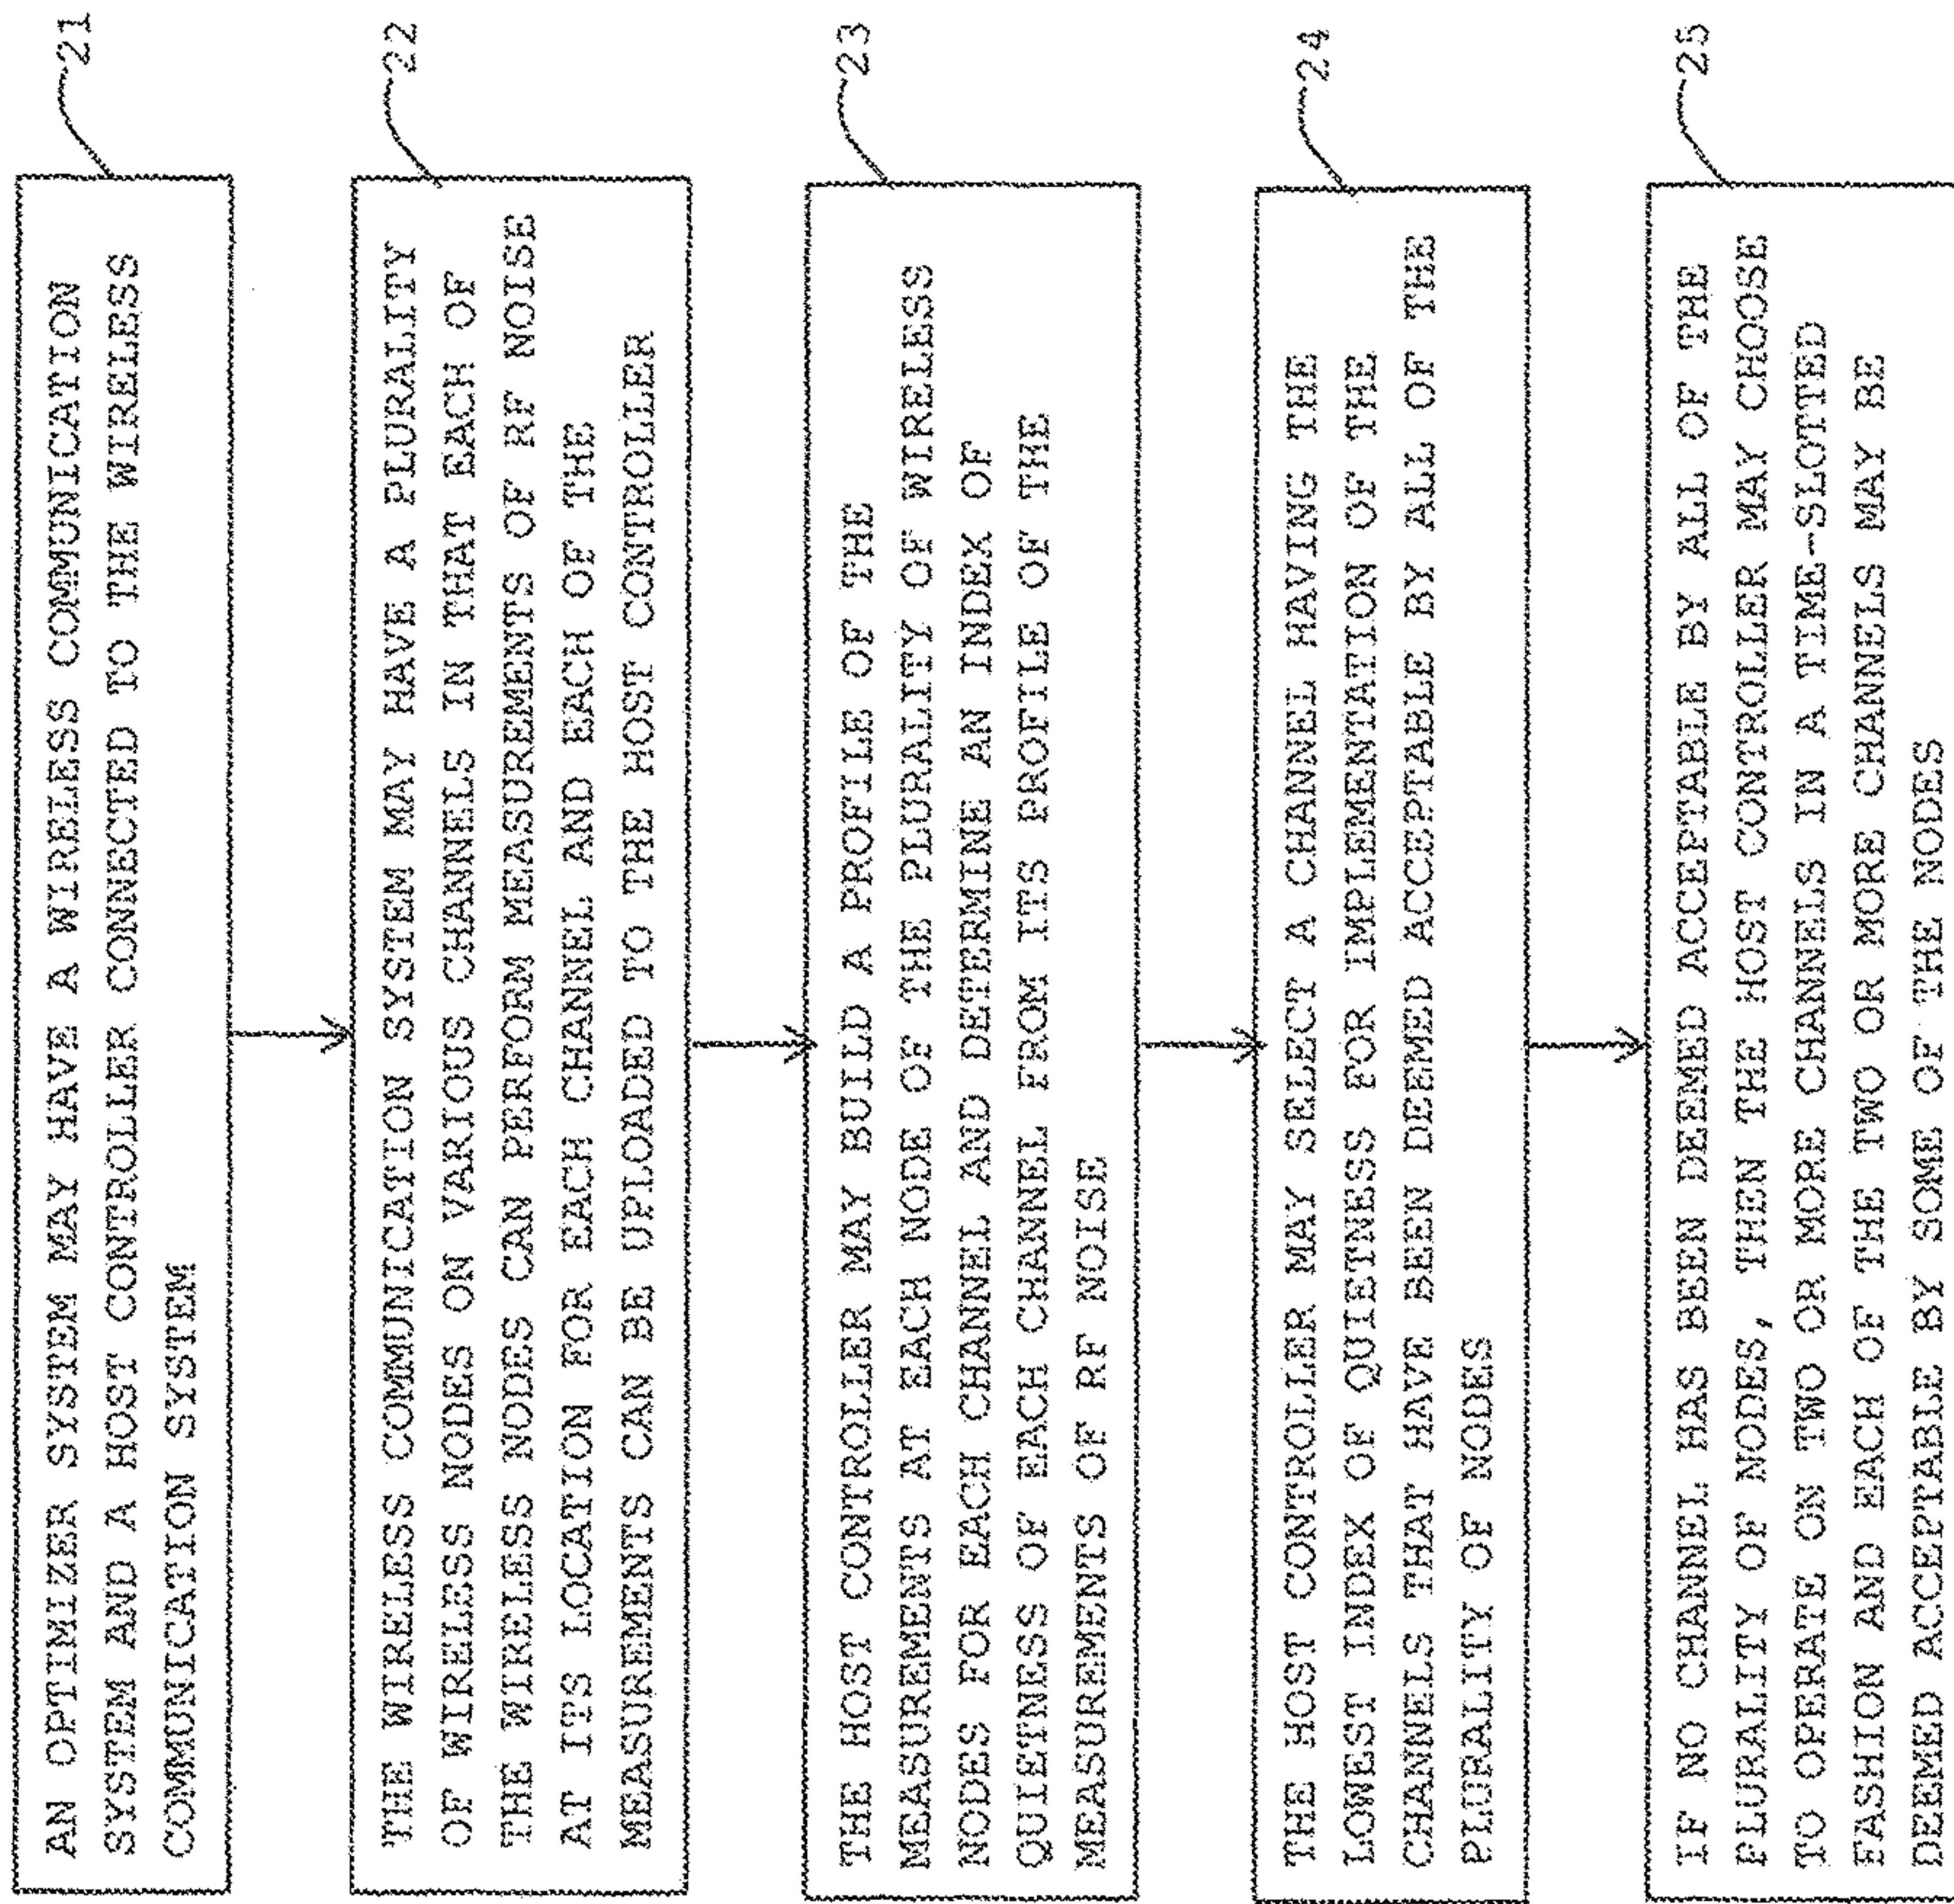 AN OPTIMIZER SYSTEM MAY HAVE A WIRELESS COMMUNICATION
SYSTEM AND A HOST CONTROLLER CONNECTED TO THE WIRELESS
COMMUNICATION SYSTEM
21
THE WIRELESS COMMUNTCATION SYSTEM MAY HAVE A PLURALITY
OF WIRELESS NODES ON VARIOUS CHANNELS IN THAT EACH OF
THE WIRELESS NODES CAN PERFORM MEASUREMENTS OF RF NOISE
AT ITS LOCATION FOR EACH CHANNEL AND EACH OF THE
MEASUREMENTS CAN BE UPLOADED TO THE HOST CONTROLLER
22
THE HOST CONTROLLER MAY BUILD A PROFILE OF THE
MEASUREMENTS AT EACH NODE OF THE PLURALITY OF WIRELESS
NODES FOR EACH CHANNEL AND DETERMINE AN INDEX OF
QUIETNESS OF EACH CHANNEL FROM ITS PROFILE OF THE
MEASUREMENTS OF RF NOISE
23
THE HOST CONTROLLER MAY SELECT A CHANNEL HAVING THE
LOWEST INDEX OF QUIETNESS FOR IMPLEMENTATION OF THE
CHANNELS THAT HAVE BEEN DEEMED ACCEPTABLE BY ALL OF THE
PLURALITY OF NODES
24
IF NO CHANNEL HAS BEEN DEEMED ACCEPTABLE BY ALL OF THE
PLURALITY OF NODES, THEN THE HOST CONTROLLER MAY CHOOSE
TO OPERATE ON TWO OR MORE CHANNELS IN A TIME-SLOTTED
FASHION AND EACH OF THE TWO OR MORE CHANNELS MAY BE
DEEMED ACCEPTABLE BY SOME OF THE NODES
25